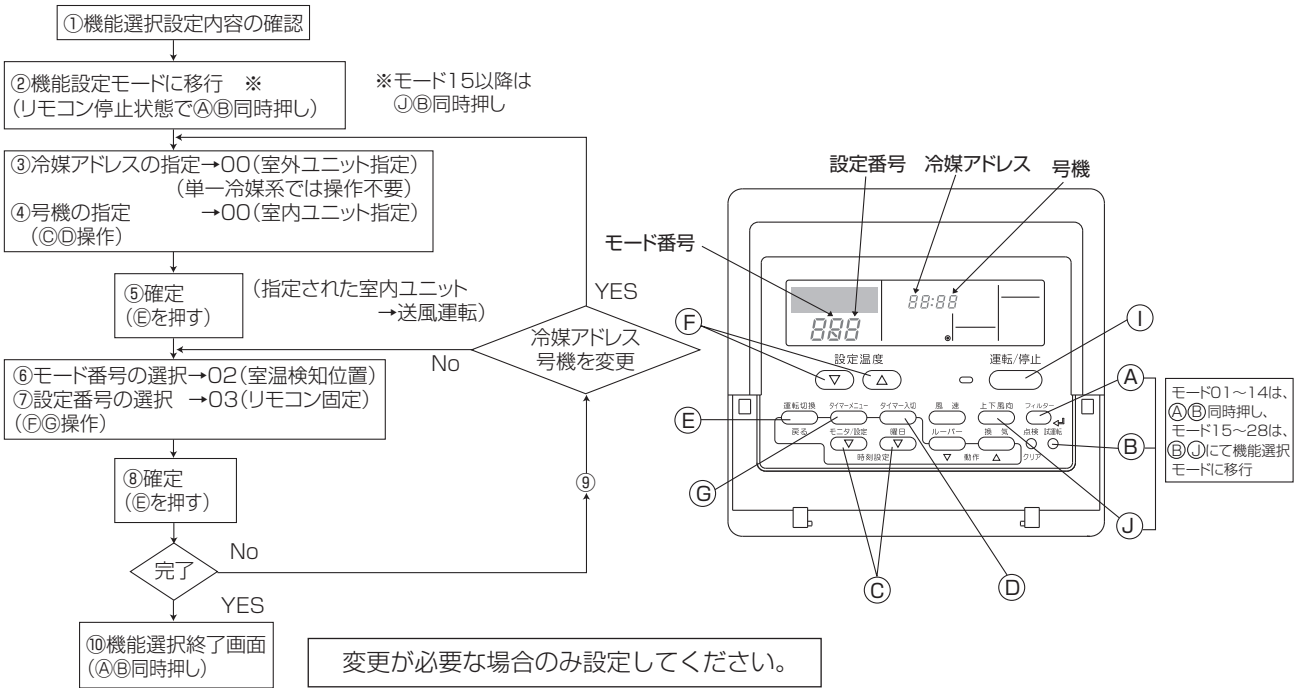 ①機能選択設定内容の確認
②機能設定モードに移行 ※
(リモコン停止状態でⒶⒷ同時押し)
※モード15以降は
ⒿⒷ同時押し
③冷媒アドレスの指定→00(室外ユニット指定)
(単一冷媒系では操作不要)
④号機の指定 →00(室内ユニット指定)
(ⒸⒹ操作)
⑤確定
(Ⓔを押す)
(指定された室内ユニット
→送風運転)
YES
冷媒アドレス
号機を変更
No
⑥モード番号の選択→02(室温検知位置)
⑦設定番号の選択 →03(リモコン固定)
(ⒻⒼ操作)
⑧確定
(Ⓔを押す)
⑨
完了
No
YES
⑩機能選択終了画面
(ⒶⒷ同時押し)
変更が必要な場合のみ設定してください。
設定番号 冷媒アドレス 号機
モード番号
88:88
888
Ⓕ
Ⓘ
設定温度 運転/停止
▽ △
Ⓐ
運転切換 タイマーメニュー タイマー入切 風 速 上下風向 フィルター
Ⓔ
戻る モニタ/設定 曜日 ルーバー 換 気 点検 試運転
▽ ▽
時刻設定 ▽ 動作 △ クリア
Ⓑ
Ⓖ
Ⓙ
Ⓒ
Ⓓ
モード01～14は、
ⒶⒷ同時押し、
モード15～28は、
ⒷⒿにて機能選択
モードに移行